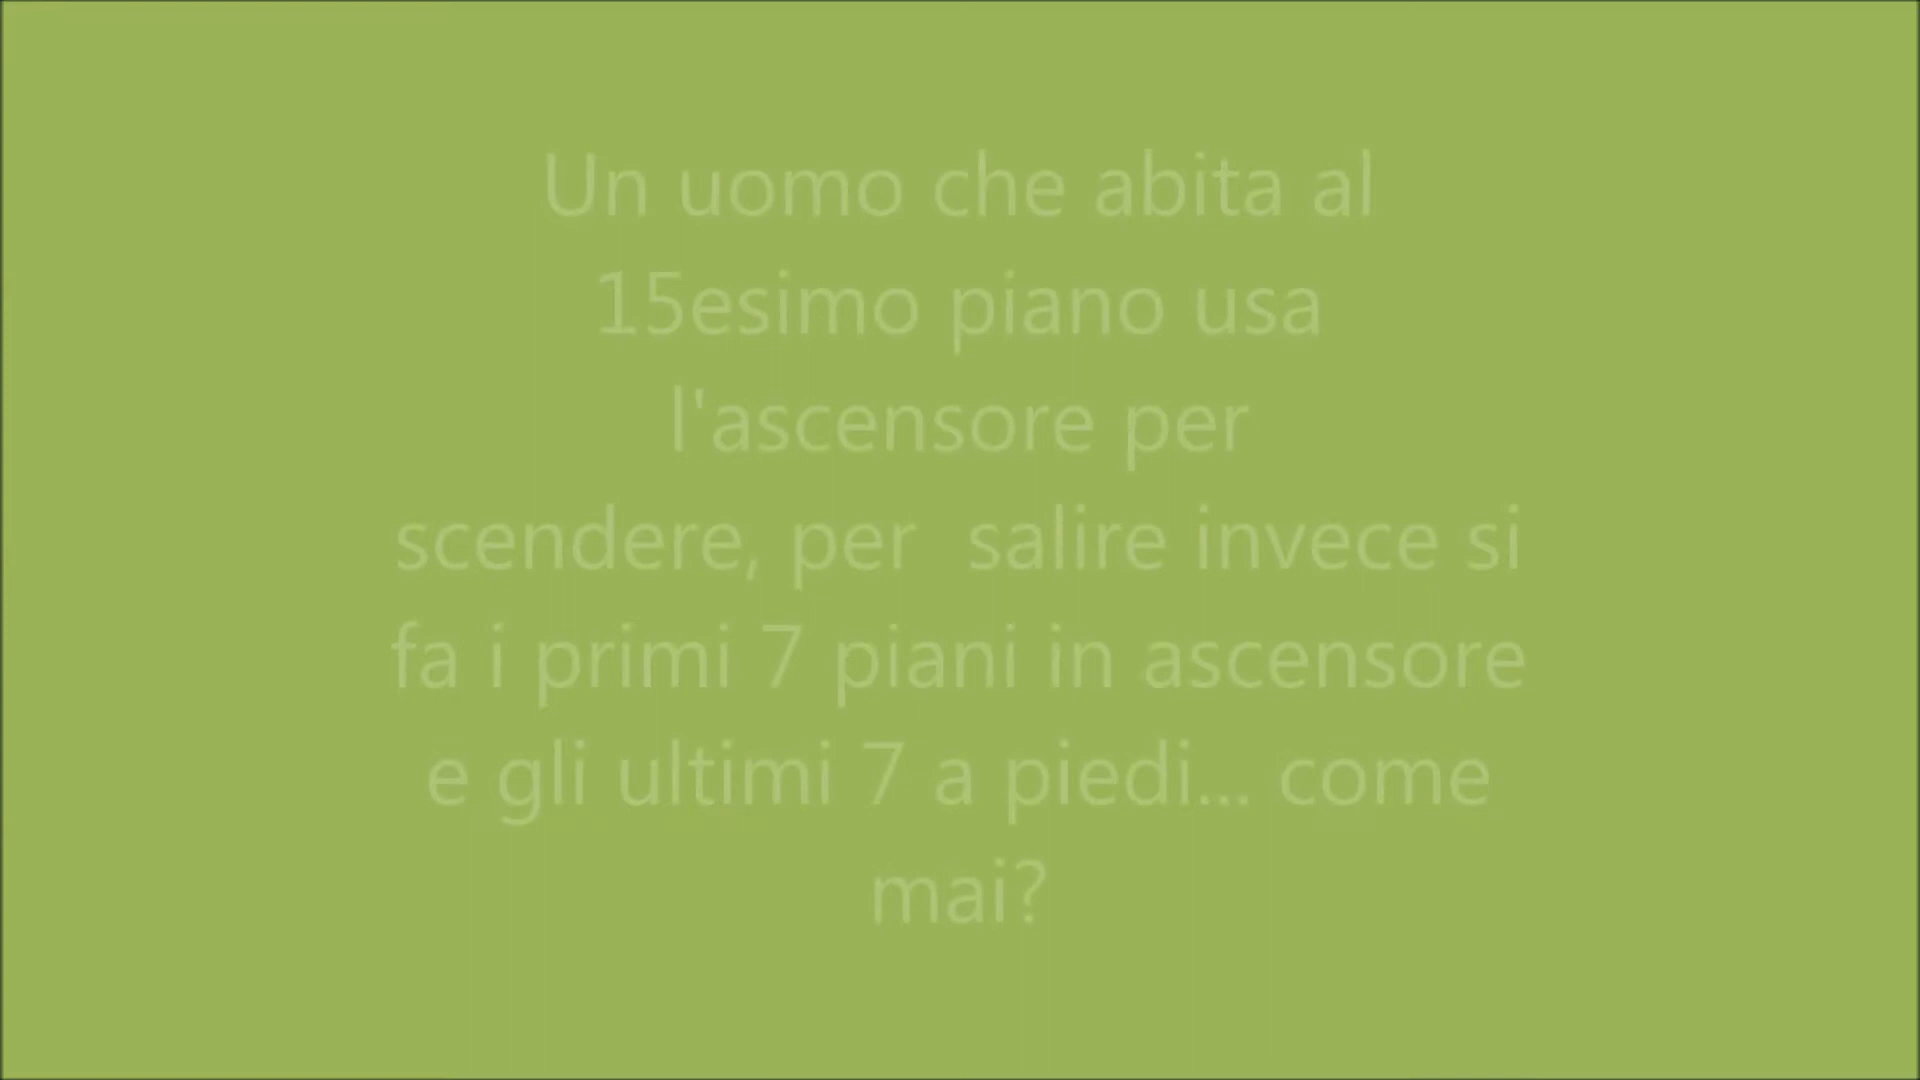 Un uomo che abita al
15esimo piano usa
l'ascensore per
scendere, per  salire invece si
fa i primi 7 piani in ascensore
e gli ultimi 7 a piedi... come
mai?